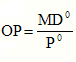 OP = MD⁰ / P⁰